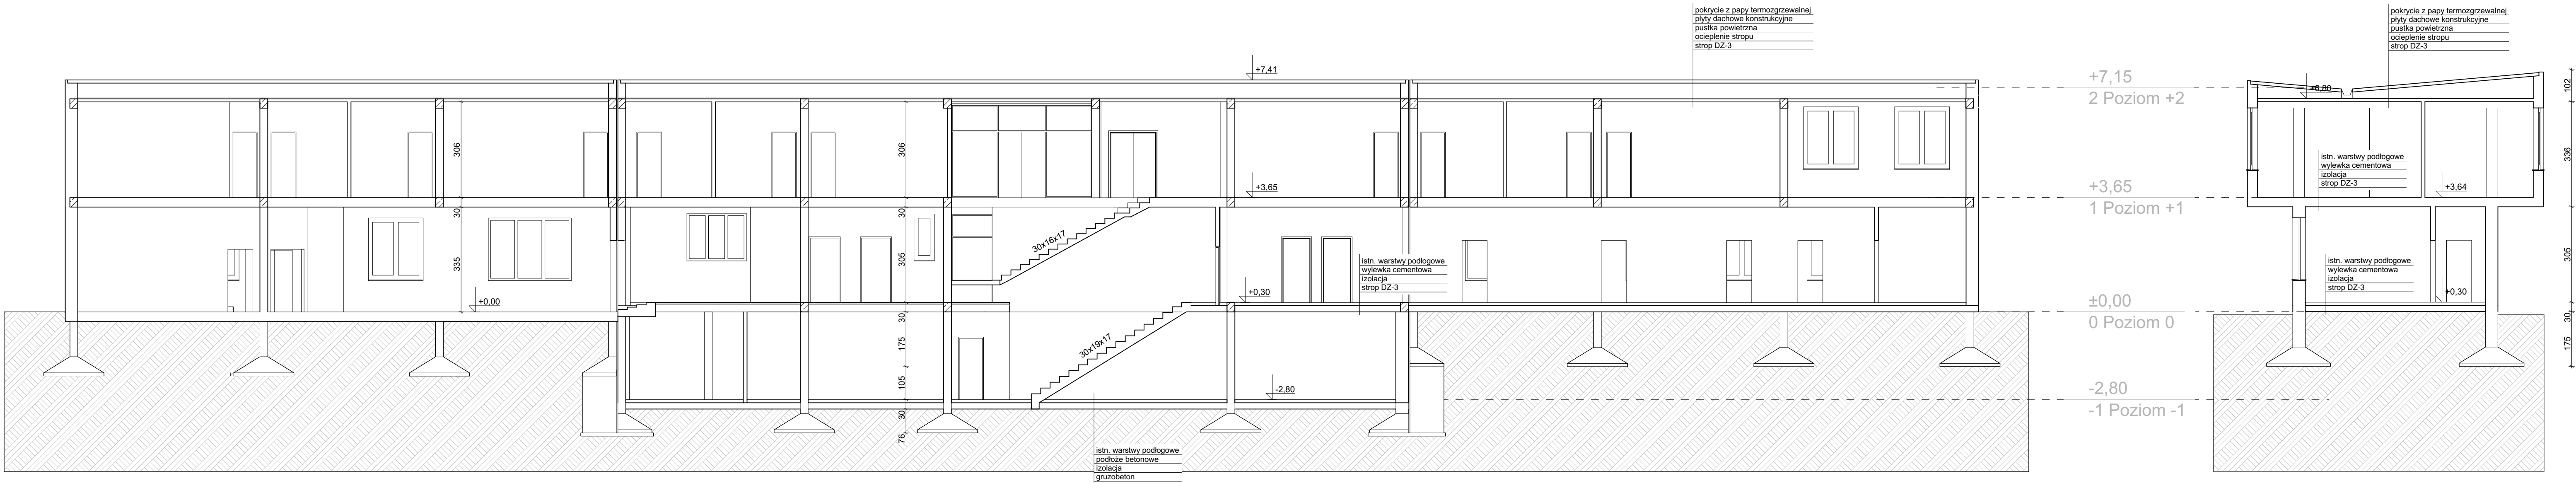 pokrycie z papy termozgrzewalnej
płyty dachowe konstrukcyjne
pustka powietrzna
ocieplenie stropu
strop DZ-3
pokrycie z papy termozgrzewalnej
płyty dachowe konstrukcyjne
pustka powietrzna
ocieplenie stropu
strop DZ-3
+7,41
+7,15
2 Poziom +2
+6,80
102
306
306
336
istn. warstwy podłogowe
wylewka cementowa
izolacja
strop DZ-3
+3,65
+3,65
1 Poziom +1
+3,64
30
30
30x16x17
335
305
305
istn. warstwy podłogowe
wylewka cementowa
izolacja
strop DZ-3
istn. warstwy podłogowe
wylewka cementowa
izolacja
strop DZ-3
+0,00
+0,30
±0,00
0 Poziom 0
+0,30
30
30
175
30x19x17
175
105
-2,80
-2,80
-1 Poziom -1
30
76
istn. warstwy podłogowe
podłoże betonowe
izolacja
gruzobeton